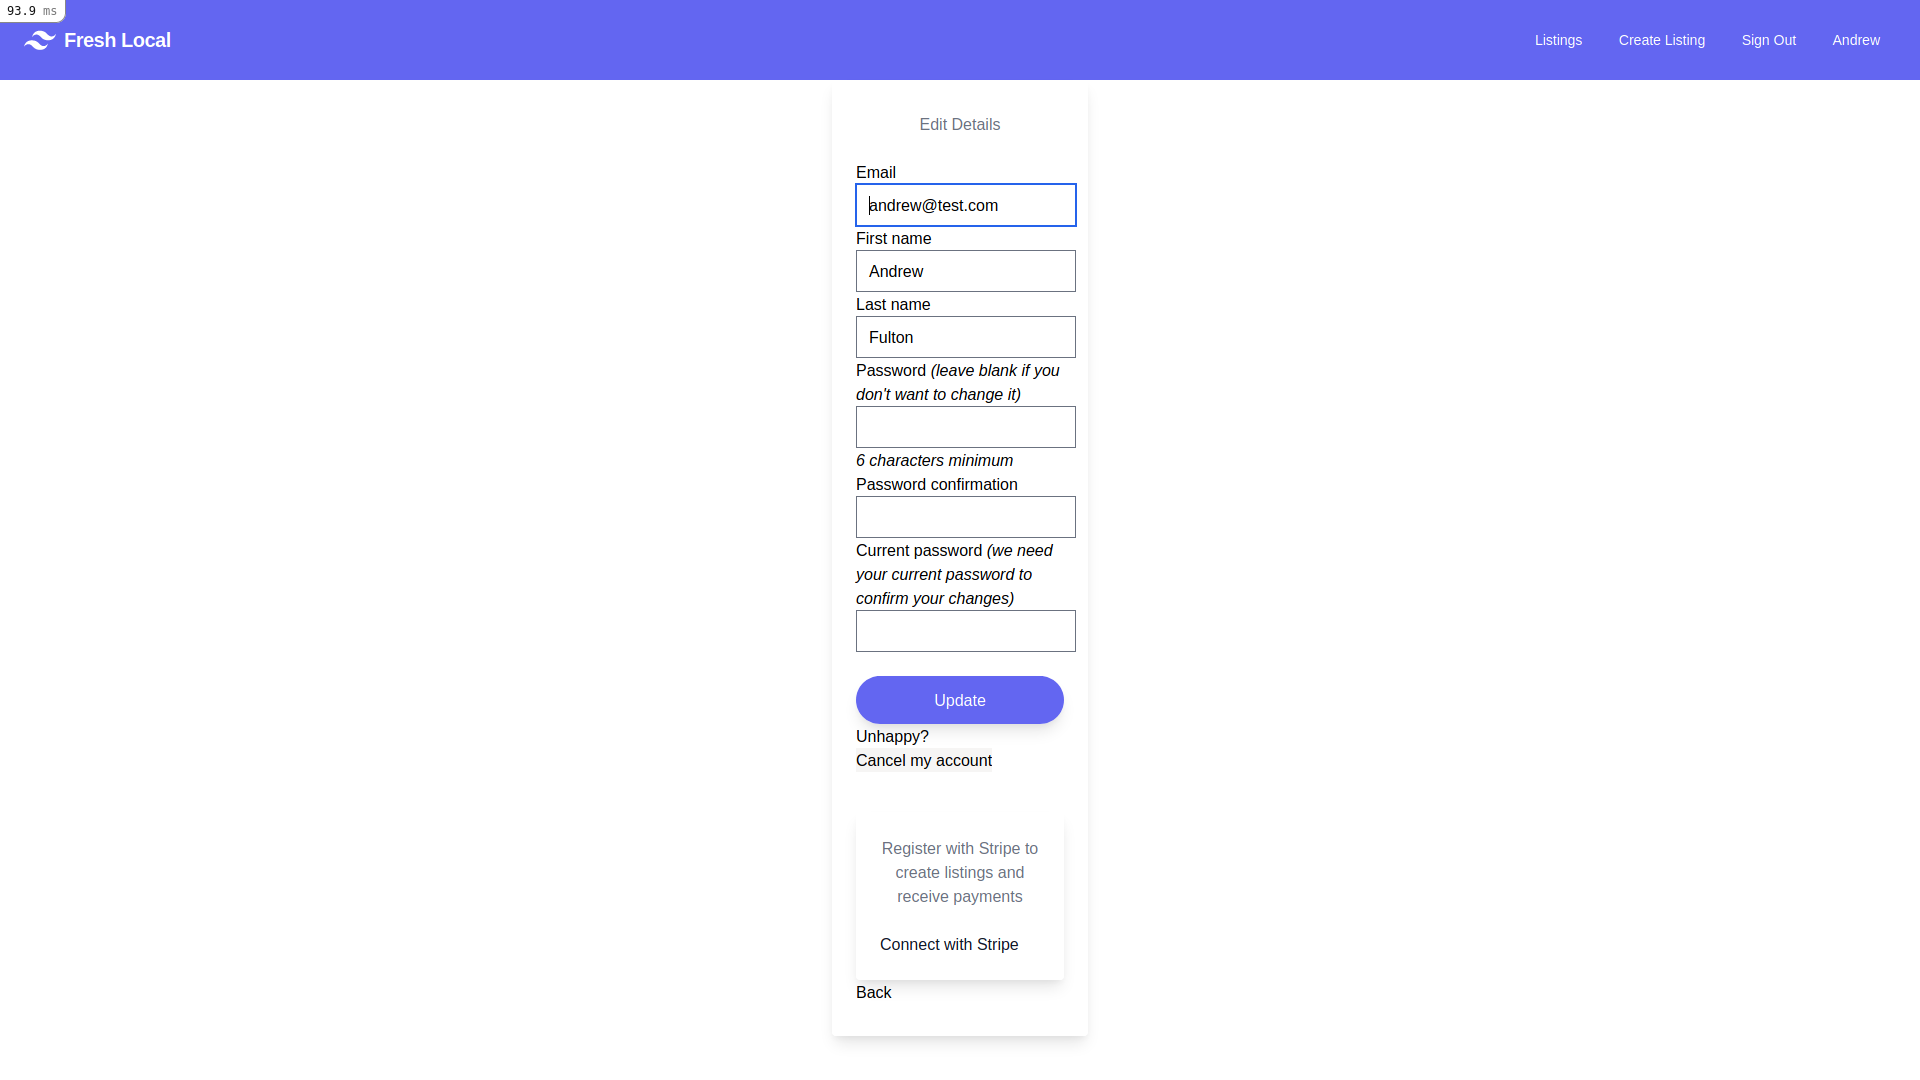 93.9 ms
Fresh Local
Listings
Create Listing
Sign Out
Andrew
Edit Details
Email
andrew@test.com
First name
Andrew
Last name
Fulton
Password (leave blank if you
don't want to change it)
6 characters minimum
Password confirmation
Current password (we need
your current password to
confirm your changes)
Update
Unhappy?
Cancel my account
Register with Stripe to
create listings and
receive payments
Connect with Stripe
Back